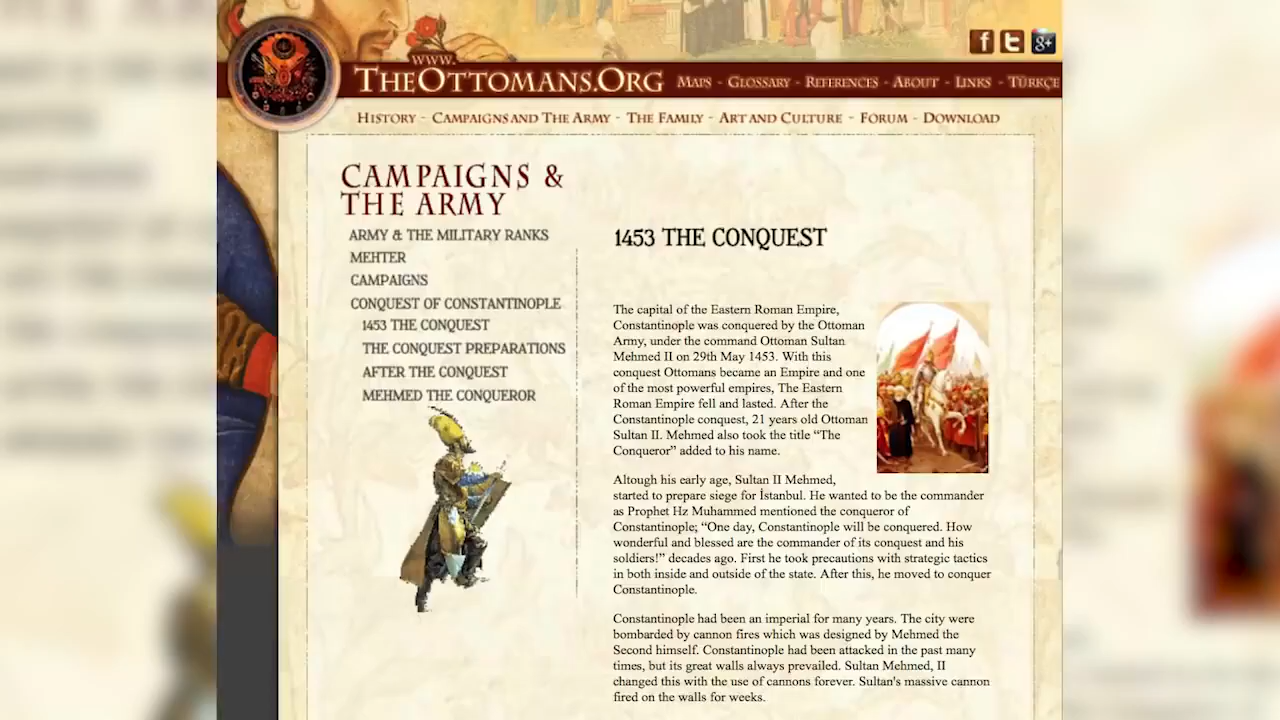 f t g+
WWW.
THEOTTOMANS.ORG
MAPS - GLOSSARY - REFERENCES - ABOUT - LINKS - TÜRKÇE
HISTORY - CAMPAIGNS AND THE ARMY - THE FAMILY - ART AND CULTURE - FORUM - DOWNLOAD
CAMPAIGNS &
THE ARMY
ARMY & THE MILITARY RANKS
MEHTER
CAMPAIGNS
CONQUEST OF CONSTANTINOPLE
1453 THE CONQUEST
THE CONQUEST PREPARATIONS
AFTER THE CONQUEST
MEHMED THE CONQUEROR
1453 THE CONQUEST
The capital of the Eastern Roman Empire,
Constantinople was conquered by the Ottoman
Army, under the command Ottoman Sultan
Mehmed II on 29th May 1453. With this
conquest Ottomans became an Empire and one
of the most powerful empires, The Eastern
Roman Empire fell and lasted. After the
Constantinople conquest, 21 years old Ottoman
Sultan II. Mehmed also took the title “The
Conqueror” added to his name.
Altough his early age, Sultan II Mehmed,
started to prepare siege for İstanbul. He wanted to be the commander
as Prophet Hz Muhammed mentioned the conqueror of
Constantinople; “One day, Constantinople will be conquered. How
wonderful and blessed are the commander of its conquest and his
soldiers!” decades ago. First he took precautions with strategic tactics
in both inside and outside of the state. After this, he moved to conquer
Constantinople.
Constantinople had been an imperial for many years. The city were
bombarded by cannon fires which was designed by Mehmed the
Second himself. Constantinople had been attacked in the past many
times, but its great walls always prevailed. Sultan Mehmed, II
changed this with the use of cannons forever. Sultan's massive cannon
fired on the walls for weeks.